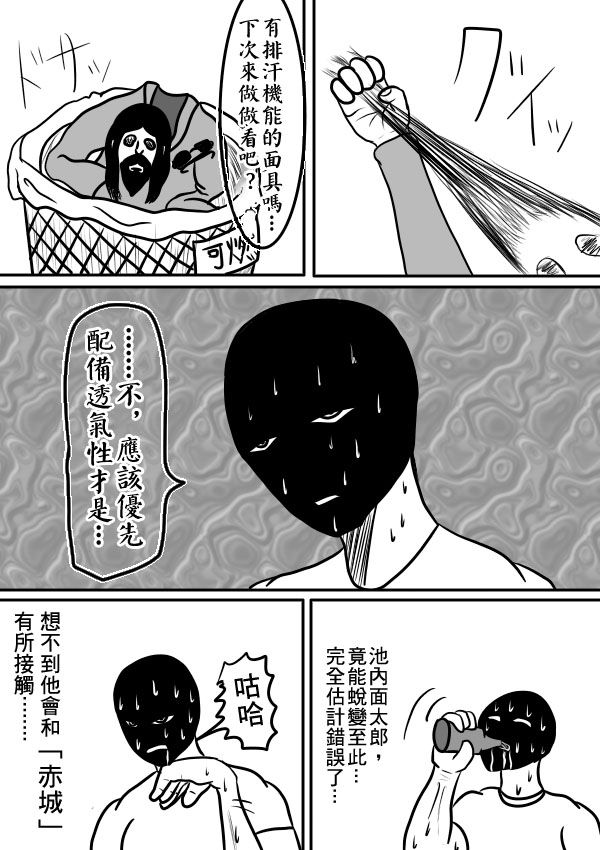 グイッ
有排汗機能的面具嗎…
下次來做做看吧？
ドサッ
可燃
……不，應該優先
配備透氣性才是…
池內面太郎，
竟能蛻變至此…
完全估計錯誤了…
咕哈
想不到他會和「赤城」
有所接觸………